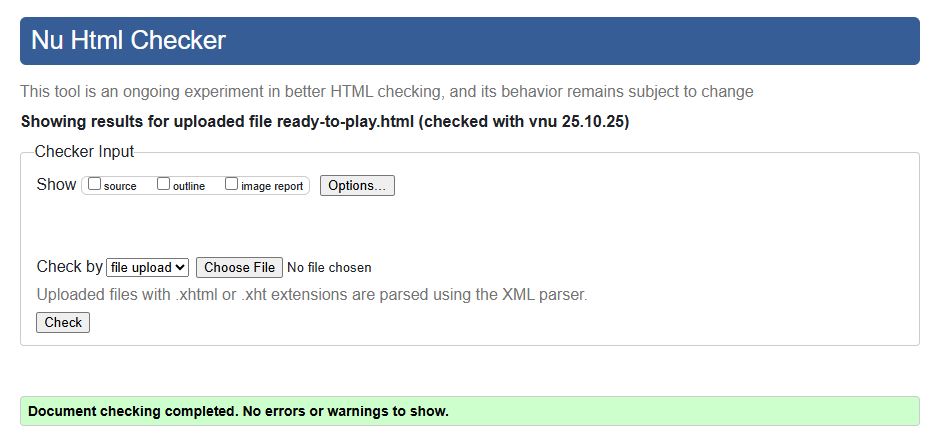 Nu Html Checker
This tool is an ongoing experiment in better HTML checking, and its behavior remains subject to change
Showing results for uploaded file ready-to-play.html (checked with vnu 25.10.25)
Checker Input
Show source outline image report Options...
Check by file upload Choose File No file chosen
Uploaded files with .xhtml or .xht extensions are parsed using the XML parser.
Check
Document checking completed. No errors or warnings to show.